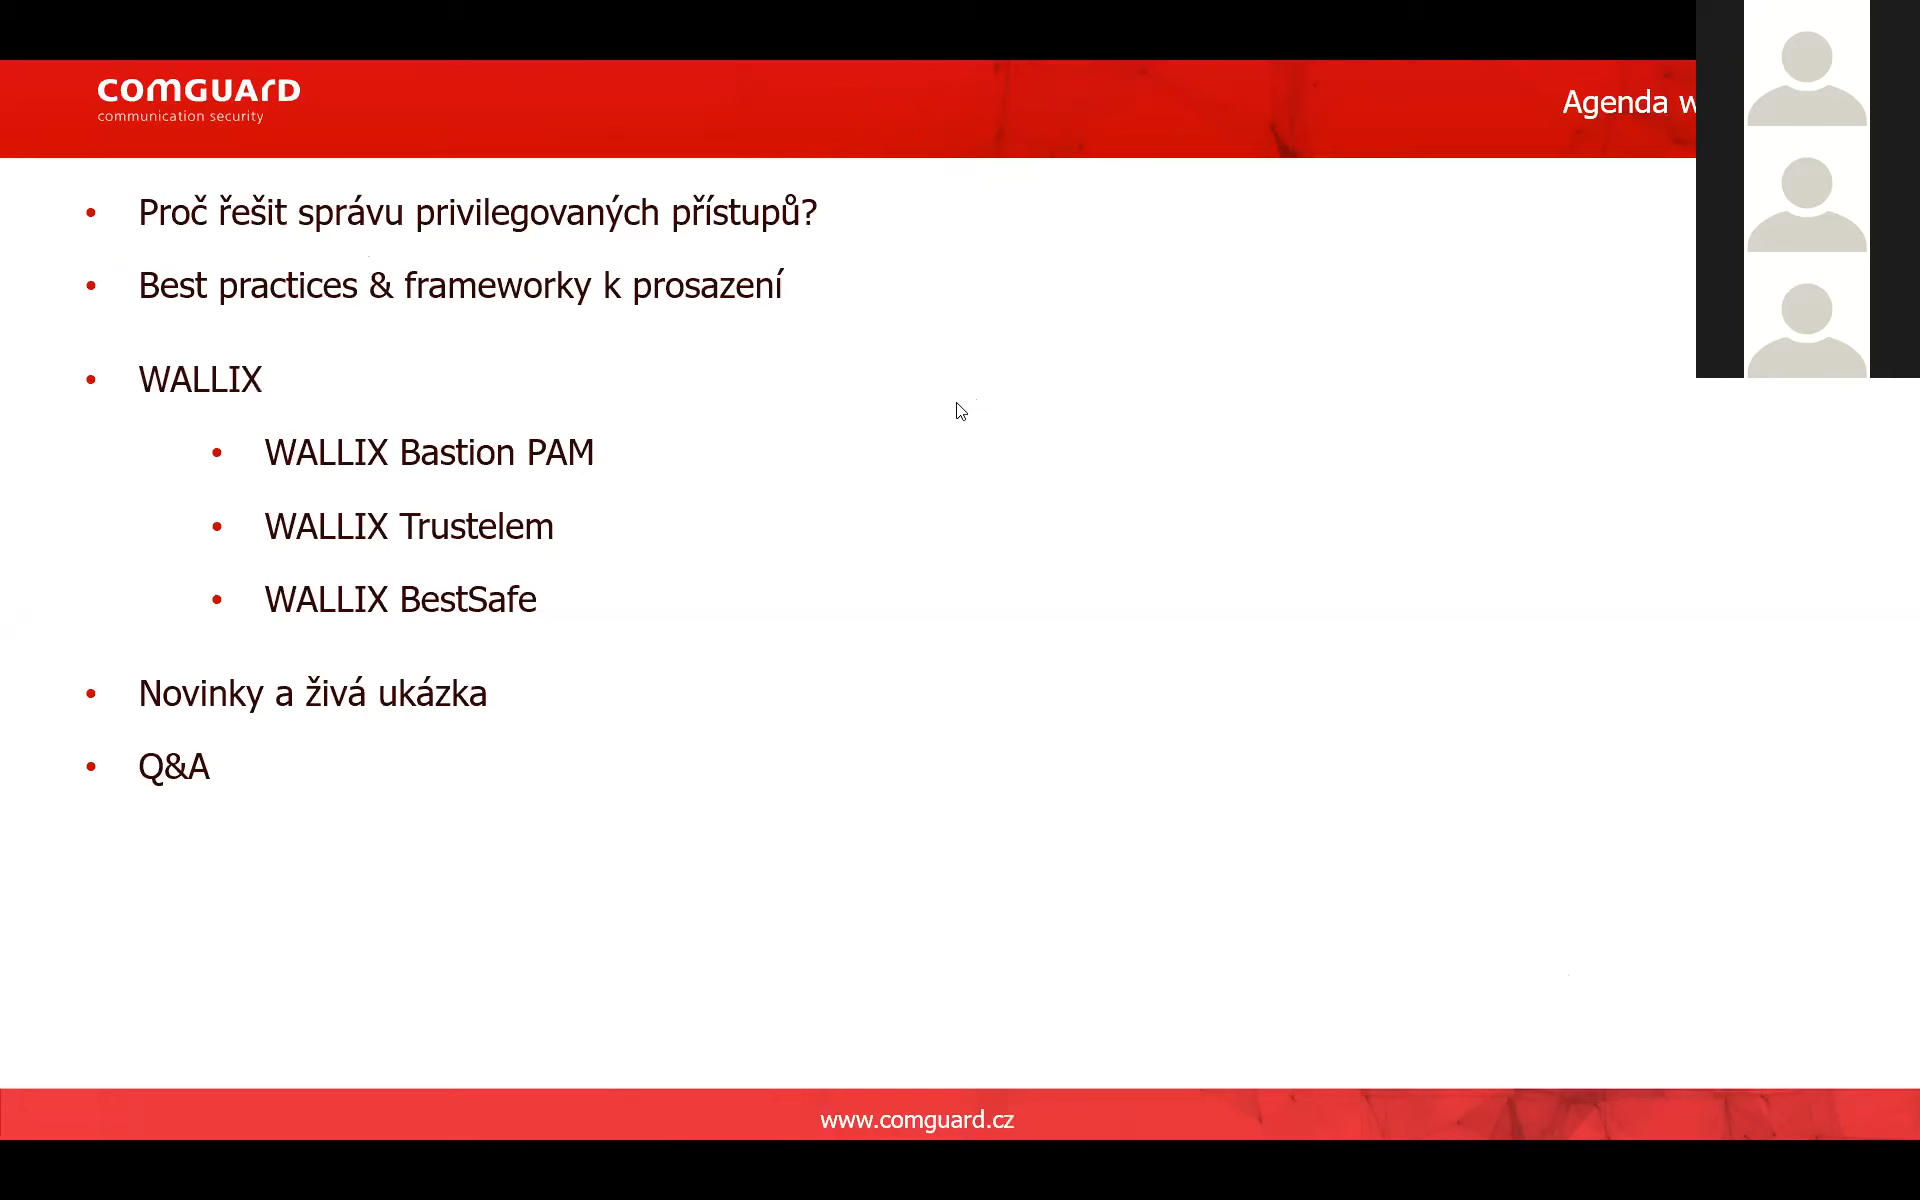 COMGUARD
communication security
Agenda w
• Proč řešit správu privilegovaných přístupů?
• Best practices & frameworky k prosazení
• WALLIX
• WALLIX Bastion PAM
• WALLIX Trustelem
• WALLIX BestSafe
• Novinky a živá ukázka
• Q&A
www.comguard.cz